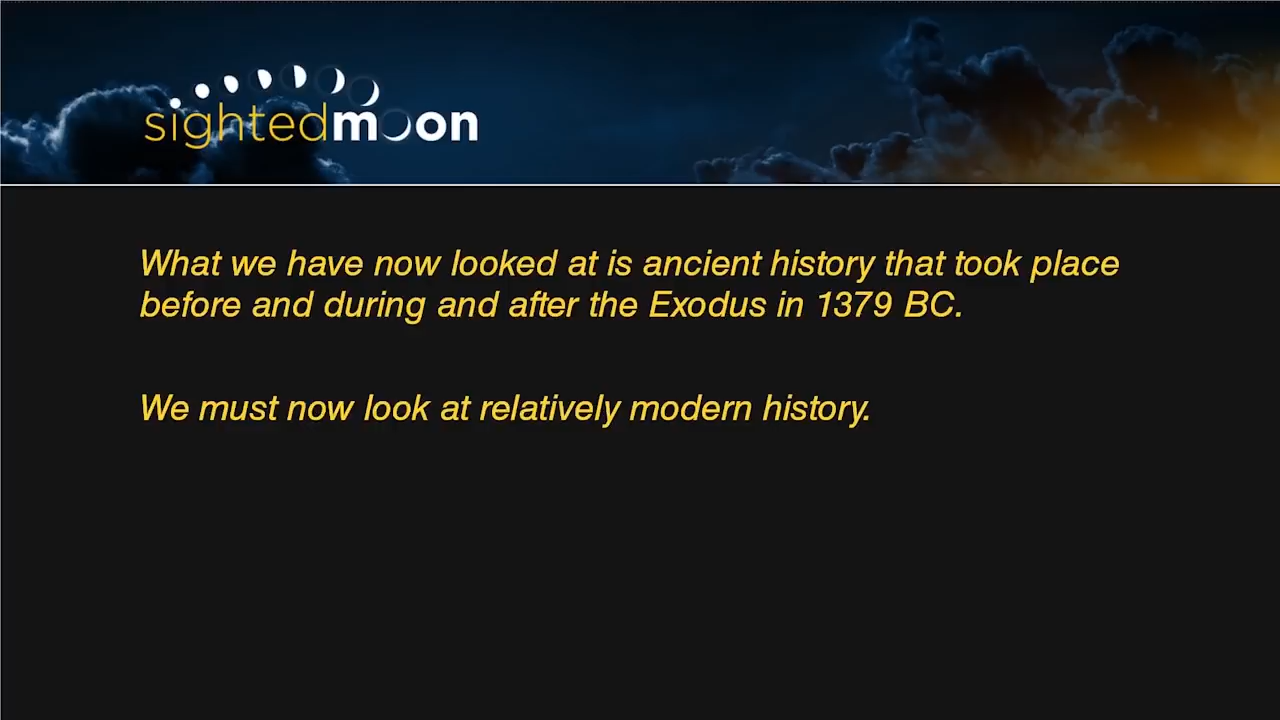 sightedmoon
What we have now looked at is ancient history that took place
before and during and after the Exodus in 1379 BC.
We must now look at relatively modern history.